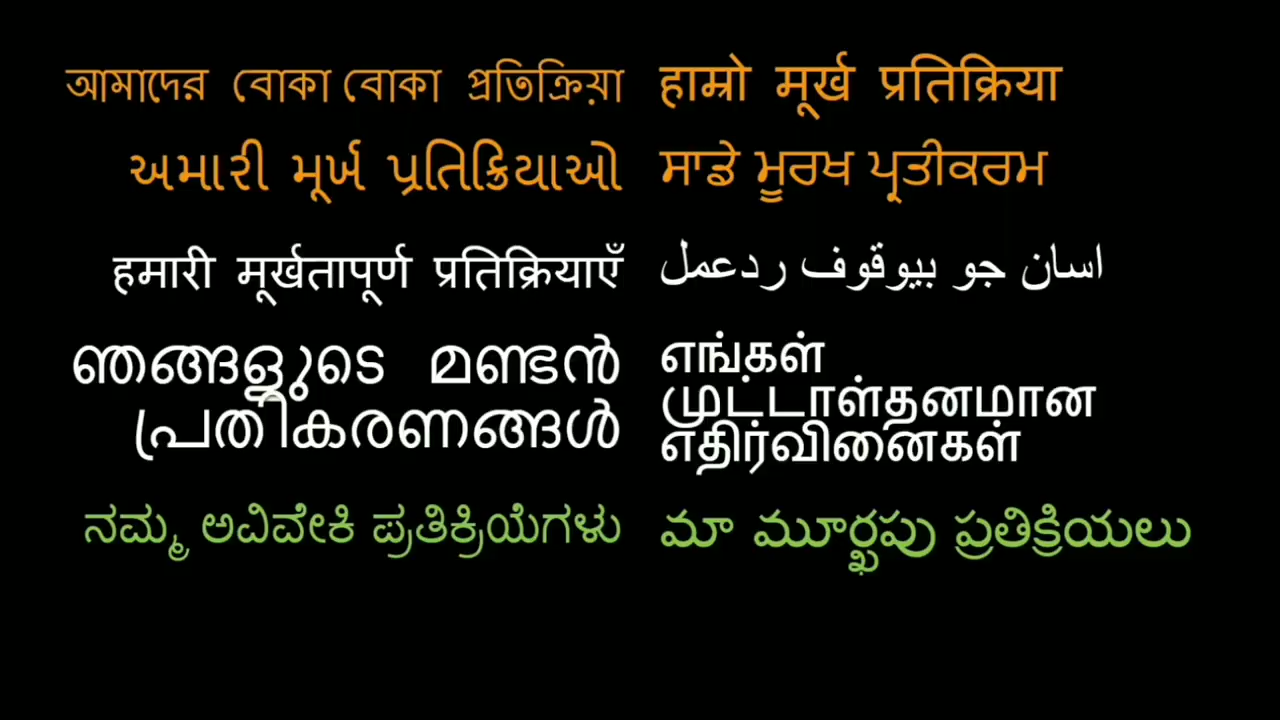 আমাদের বোকা বোকা প্রতিক্রিয়া
हाम्रो मूर्ख प्रतिक्रिया
અમારી મૂર્ખ પ્રતિક્રિયાઓ
ਸਾਡੇ ਮੂਰਖ ਪ੍ਰਤੀਕਰਮ
हमारी मूर्खतापूर्ण प्रतिक्रियाएँ
اسان جو بيوقوف ردعمل
ഞങ്ങളുടെ മണ്ടൻ
പ്രതികരണങ്ങൾ
எங்கள்
முட்டாள்தனமான
எதிர்வினைகள்
ನಮ್ಮ ಅವಿವೇಕಿ ಪ್ರತಿಕ್ರಿಯೆಗಳು
మా మూర్ఖపు ప్రతిక్రియలు